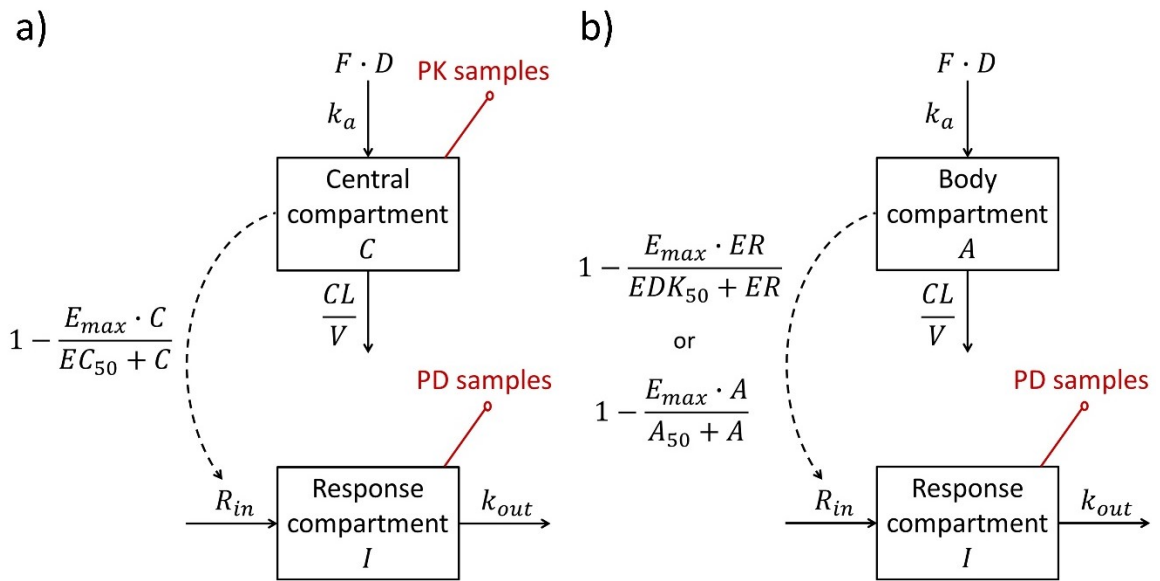 a)
F · D
PK samples
k_a
Central
compartment
C
CL
V
1 − E_max · C
EC_50 + C
PD samples
R_in
Response
compartment
I
k_out
b)
F · D
k_a
Body
compartment
A
CL
V
1 − E_max · ER
EDK_50 + ER
or
1 − E_max · A
A_50 + A
PD samples
R_in
Response
compartment
I
k_out